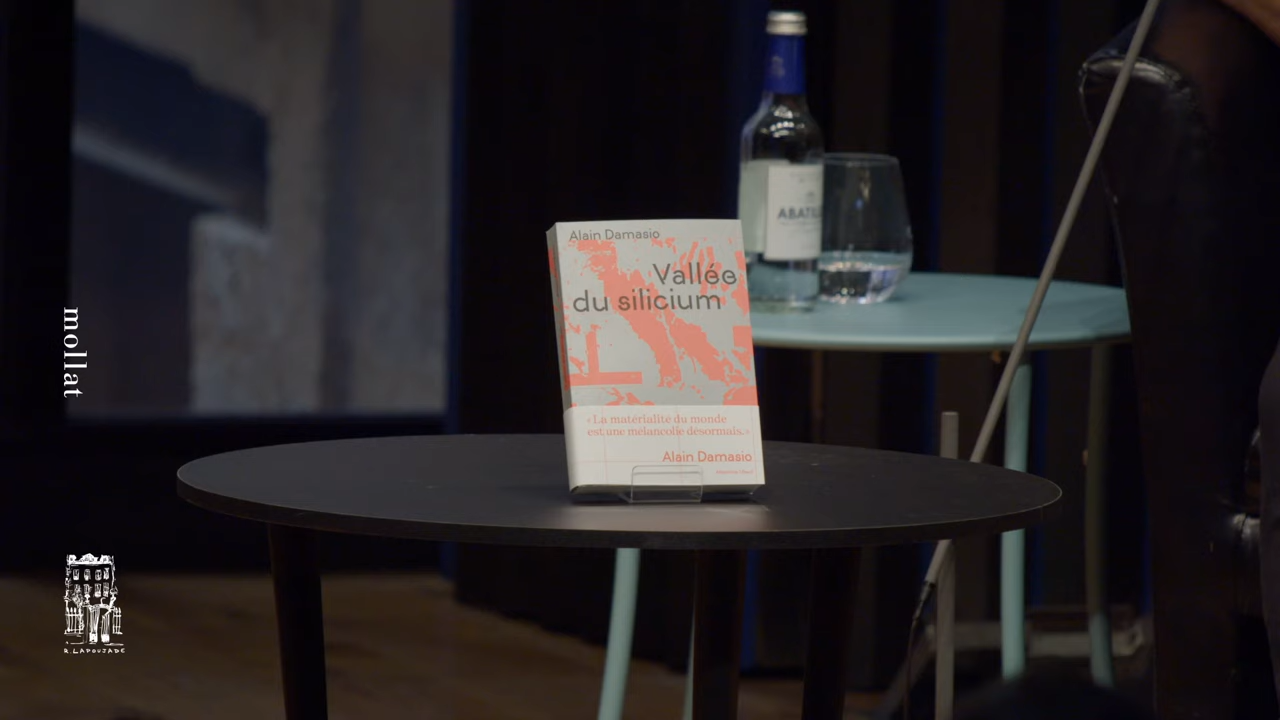 mollat
R. LAPOUJADE
Alain Damasio
Vallée
du silicium
« La matérialité du monde
est une mélancolie désormais. »
Alain Damasio